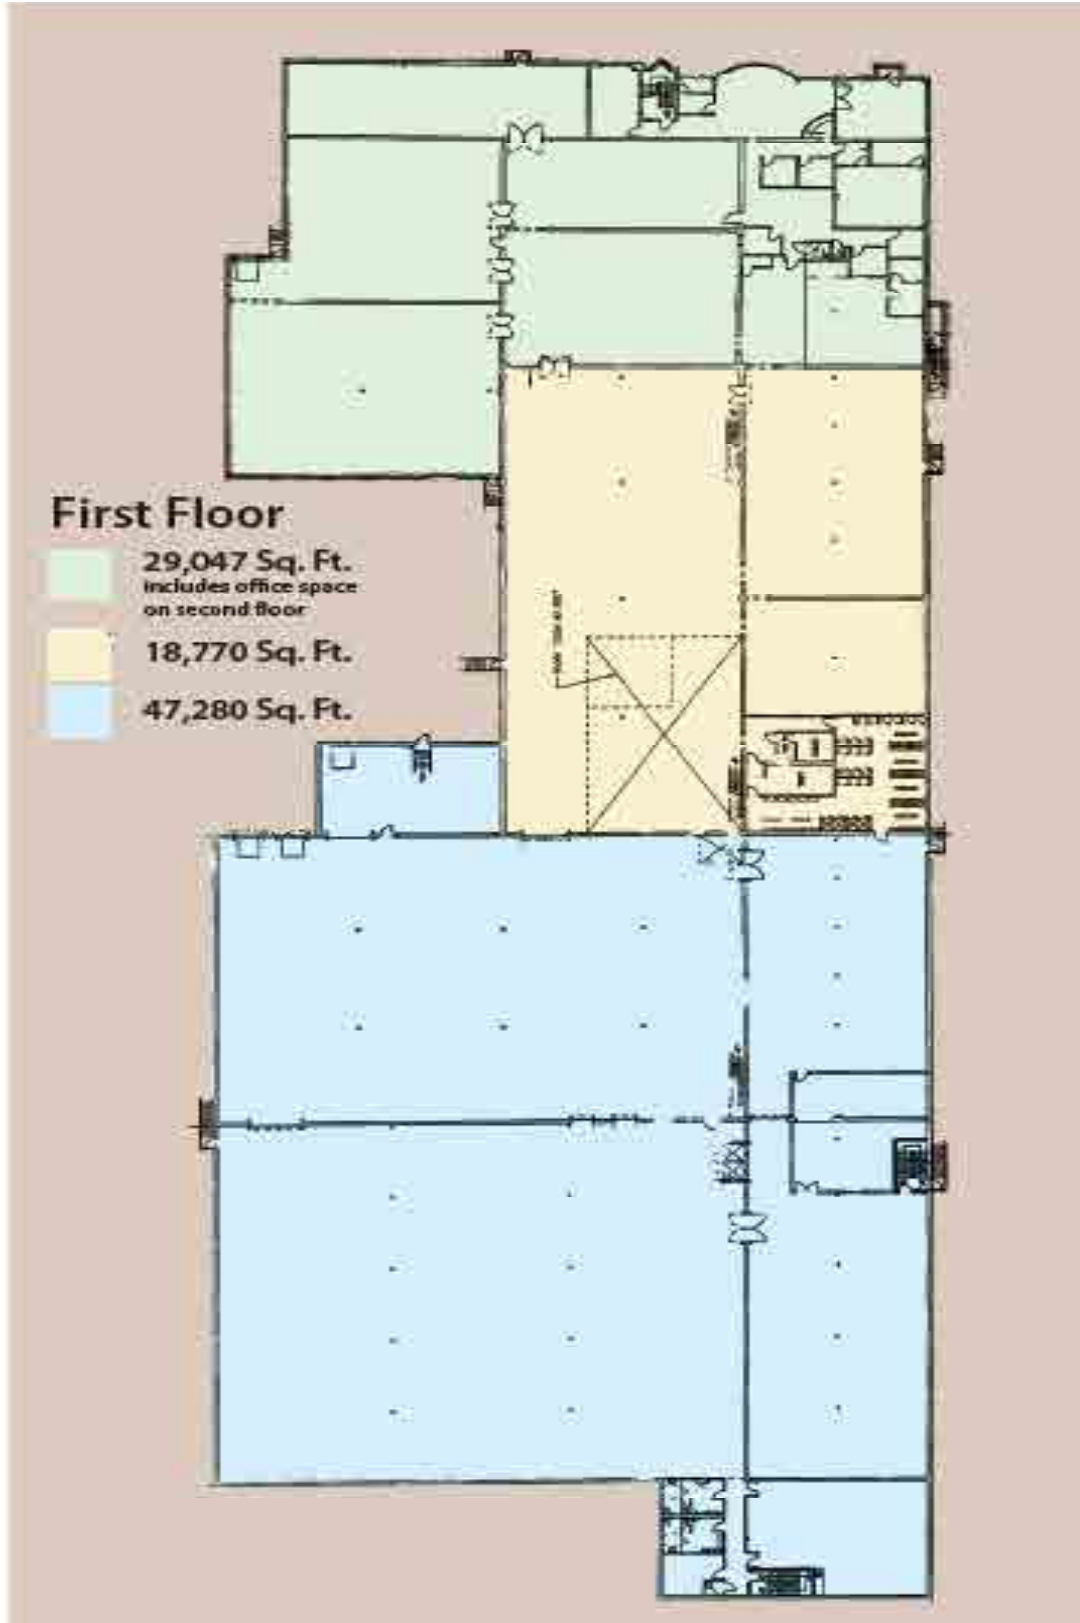 First Floor
29,047 Sq. Ft.
Includes office space
on second floor
18,770 Sq. Ft.
47,280 Sq. Ft.